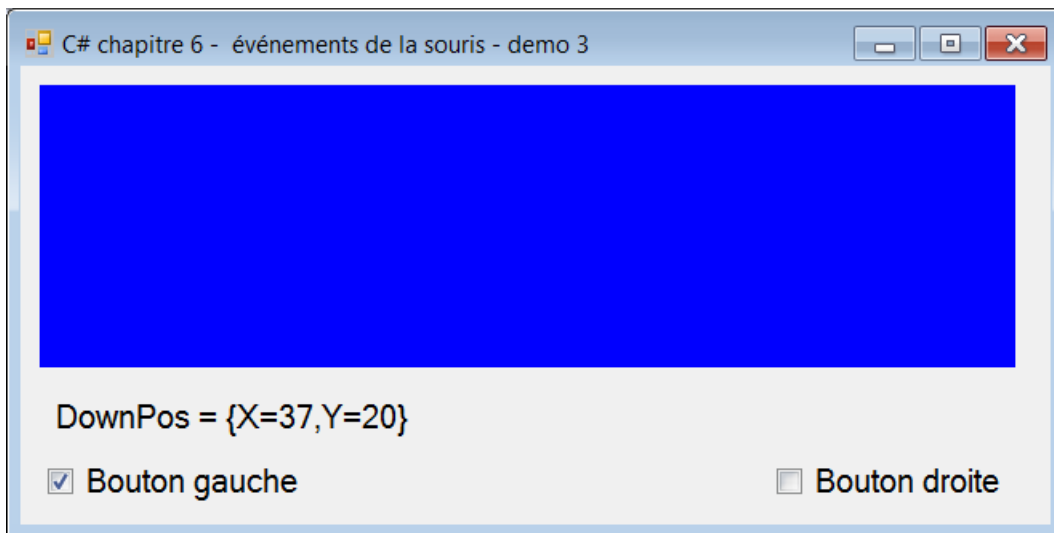 C# chapitre 6 -  événements de la souris - demo 3
DownPos = {X=37,Y=20}
Bouton gauche
Bouton droite